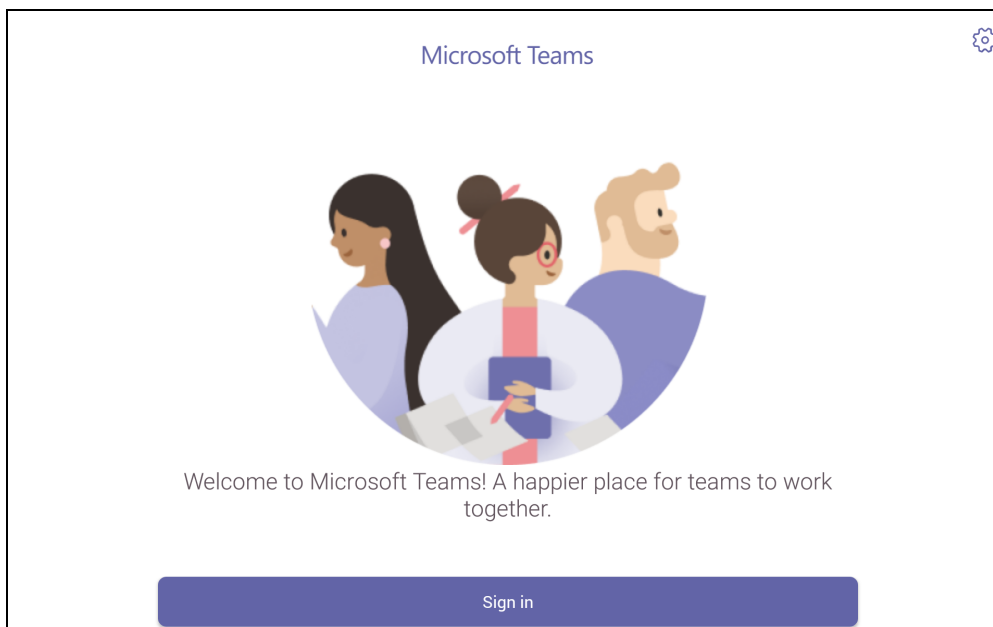 Microsoft Teams
Welcome to Microsoft Teams! A happier place for teams to work
together.
Sign in